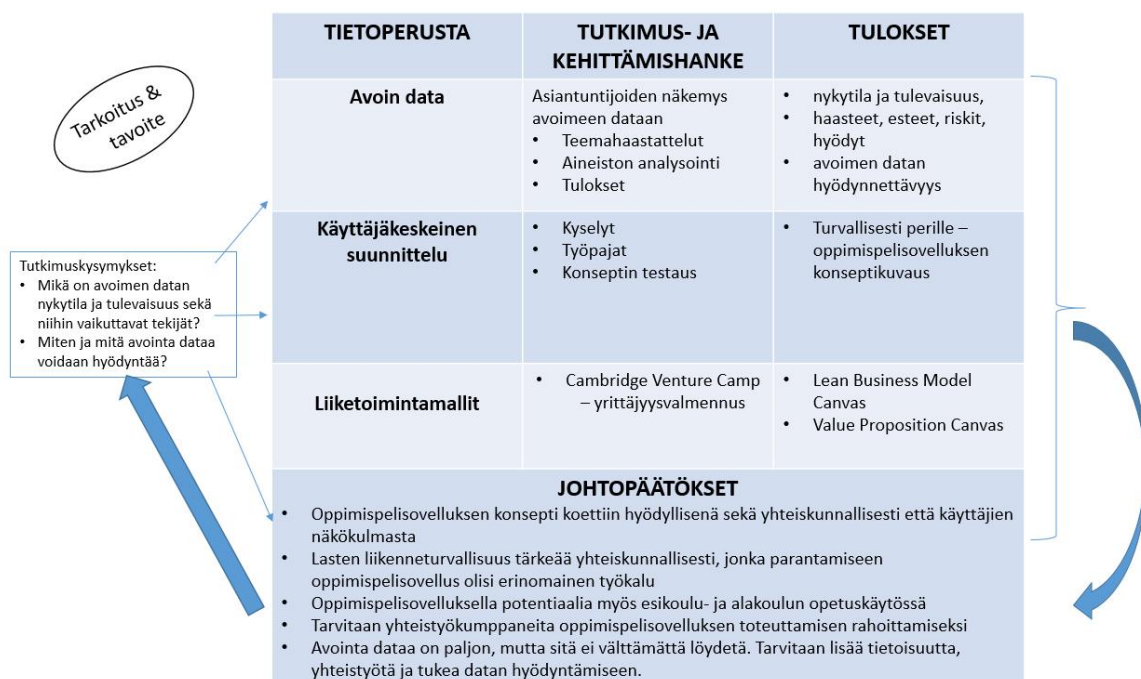 Tarkoitus &
tavoite
Tutkimuskysymykset:
• Mikä on avoimen datan
nykytila ja tulevaisuus sekä
niihin vaikuttavat tekijät?
• Miten ja mitä avointa dataa
voidaan hyödyntää?
TIETOPERUSTA
TUTKIMUS- JA
KEHITTÄMISHANKE
TULOKSET
Avoin data
Asiantuntijoiden näkemys
avoimeen dataan
• Teemahaastattelut
• Aineiston analysointi
• Tulokset
• nykytila ja tulevaisuus,
• haasteet, esteet, riskit,
hyödyt
• avoimen datan
hyödynnettävyys
Käyttäjäkeskeinen
suunnittelu
• Kyselyt
• Työpajat
• Konseptin testaus
• Turvallisesti perille –
oppimispelisovelluksen
konseptikuvaus
Liiketoimintamallit
• Cambridge Venture Camp
– yrittäjyysvalmennus
• Lean Business Model
Canvas
• Value Proposition Canvas
JOHTOPÄÄTÖKSET
• Oppimispelisovelluksen konsepti koettiin hyödyllisenä sekä yhteiskunnallisesti että käyttäjien
näkökulmasta
• Lasten liikenneturvallisuus tärkeää yhteiskunnallisesti, jonka parantamiseen
oppimispelisovellus olisi erinomainen työkalu
• Oppimispelisovelluksella potentiaalia myös esikoulu- ja alakoulun opetuskäytössä
• Tarvitaan yhteistyökumppaneita oppimispelisovelluksen toteuttamisen rahoittamiseksi
• Avointa dataa on paljon, mutta sitä ei välttämättä löydetä. Tarvitaan lisää tietoisuutta,
yhteistyötä ja tukea datan hyödyntämiseen.